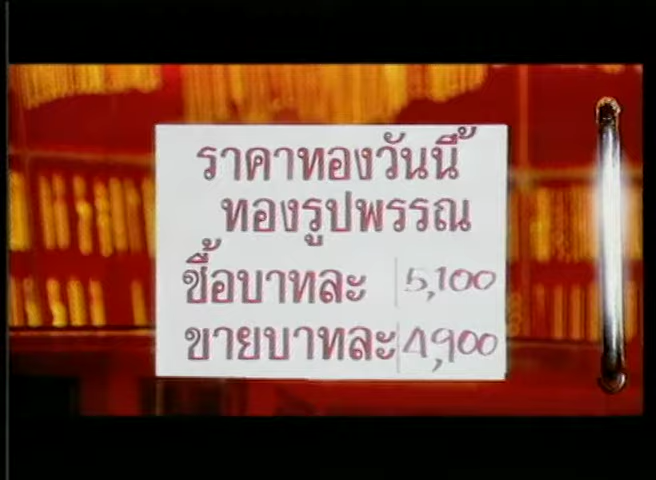 ราคาทองวันนี้
ทองรูปพรรณ
ซื้อบาทละ 5,100
ขายบาทละ 4,900